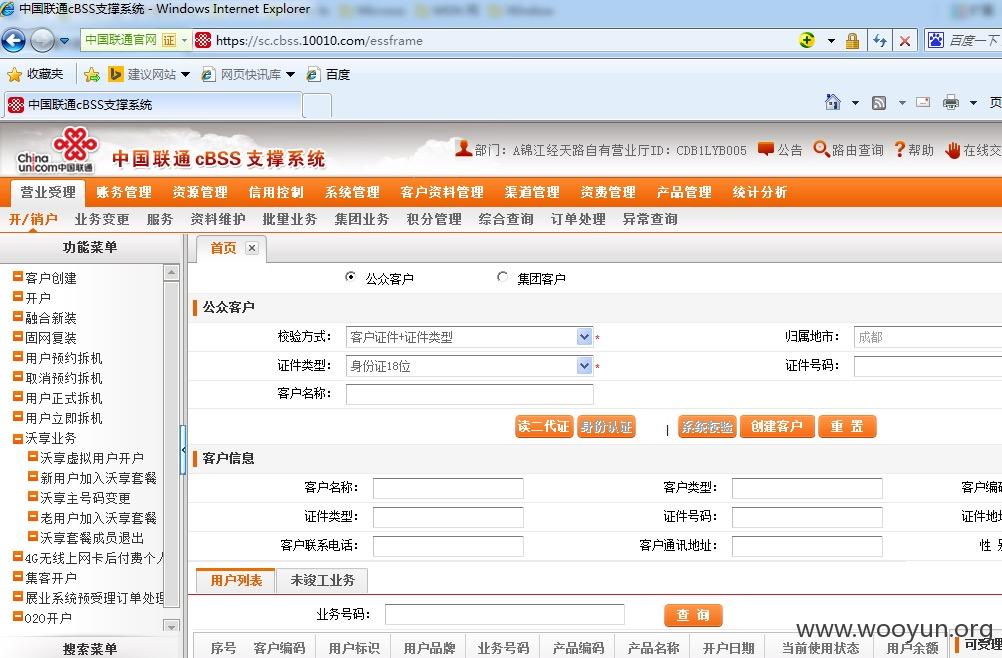 中国联通cBSS支撑系统 - Windows Internet Explorer
中国联通官网 证 https://sc.cbss.10010.com/essframe 百度一下
收藏夹 建议网站 网页快讯库 百度
中国联通cBSS支撑系统 页
China unicom中国联通 中国联通 cBSS 支撑系统 部门: A锦江经天路自有营业厅ID: CDB1LYB005 公告 路由查询 ?帮助 在线交
营业受理 账务管理 资源管理 信用控制 系统管理 客户资料管理 渠道管理 资费管理 产品管理 统计分析
开/销户 业务变更 服务 资料维护 批量业务 集团业务 积分管理 综合查询 订单处理 异常查询
功能菜单
客户创建
开户
融合新装
固网复装
用户预约拆机
取消预约拆机
用户正式拆机
用户立即拆机
沃享业务
沃享虚拟用户开户
新用户加入沃享套餐
沃享主号码变更
老用户加入沃享套餐
沃享套餐成员退出
4G无线上网卡后付费个人
集客开户
展业系统预受理订单处理
O2O开户
搜索菜单
首页
公众客户 集团客户
公众客户
校验方式: 客户证件+证件类型 * 归属地市: 成都
证件类型: 身份证18位 * 证件号码:
客户名称:
读二代证 身份认证 | 系统校验 创建客户 重 置
客户信息
客户名称: 客户类型: 客户编码
证件类型: 证件号码: 证件地址
客户联系电话: 客户通讯地址: 性 别
用户列表 未竣工业务
业务号码: 查 询
序号 客户编码 用户标识 用户品牌 业务号码 产品编码 产品名称 开户日期 当前使用状态 用户余额 可受理
www.wooyun.org